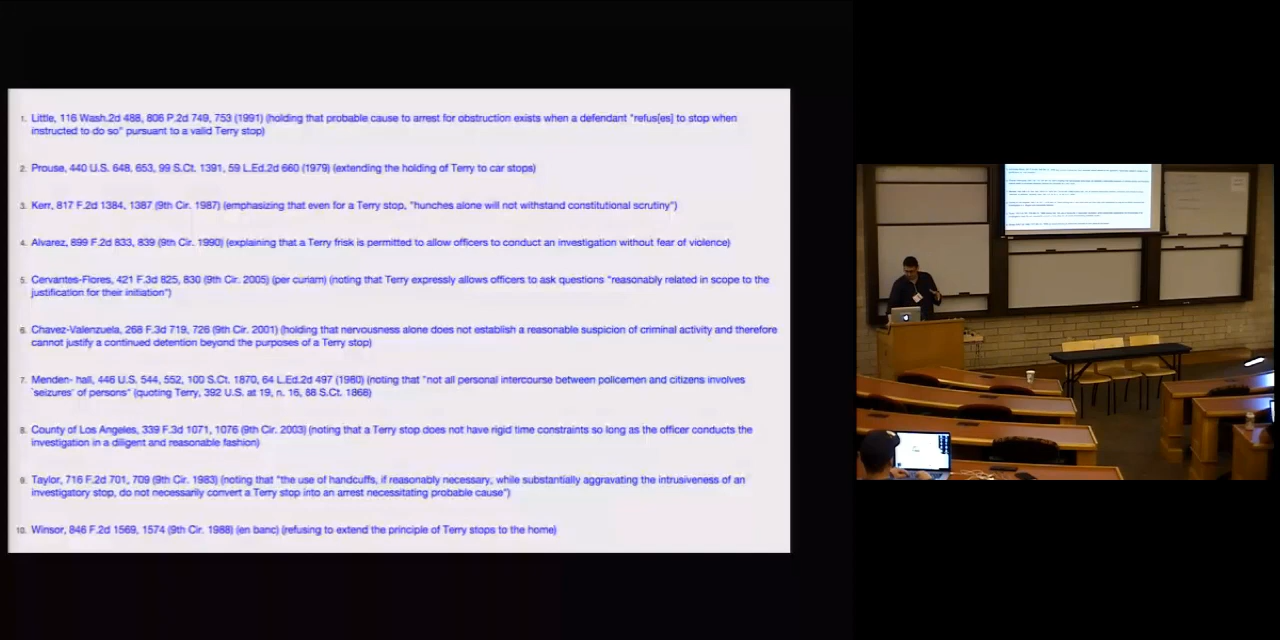 1. Little, 116 Wash.2d 488, 806 P.2d 749, 753 (1991) (holding that probable cause to arrest for obstruction exists when a defendant "refus[es] to stop when
instructed to do so" pursuant to a valid Terry stop)
2. Prouse, 440 U.S. 648, 653, 99 S.Ct. 1391, 59 L.Ed.2d 660 (1979) (extending the holding of Terry to car stops)
3. Kerr, 817 F.2d 1384, 1387 (9th Cir. 1987) (emphasizing that even for a Terry stop, "hunches alone will not withstand constitutional scrutiny")
4. Alvarez, 899 F.2d 833, 839 (9th Cir. 1990) (explaining that a Terry frisk is permitted to allow officers to conduct an investigation without fear of violence)
5. Cervantes-Flores, 421 F.3d 825, 830 (9th Cir. 2005) (per curiam) (noting that Terry expressly allows officers to ask questions "reasonably related in scope to the
justification for their initiation")
6. Chavez-Valenzuela, 268 F.3d 719, 726 (9th Cir. 2001) (holding that nervousness alone does not establish a reasonable suspicion of criminal activity and therefore
cannot justify a continued detention beyond the purposes of a Terry stop)
7. Menden- hall, 446 U.S. 544, 552, 100 S.Ct. 1870, 64 L.Ed.2d 497 (1980) (noting that "not all personal intercourse between policemen and citizens involves
`seizures' of persons" (quoting Terry, 392 U.S. at 19, n. 16, 88 S.Ct. 1868)
8. County of Los Angeles, 339 F.3d 1071, 1076 (9th Cir. 2003) (noting that a Terry stop does not have rigid time constraints so long as the officer conducts the
investigation in a diligent and reasonable fashion)
9. Taylor, 716 F.2d 701, 709 (9th Cir. 1983) (noting that "the use of handcuffs, if reasonably necessary, while substantially aggravating the intrusiveness of an
investigatory stop, do not necessarily convert a Terry stop into an arrest necessitating probable cause")
10. Winsor, 846 F.2d 1569, 1574 (9th Cir. 1988) (en banc) (refusing to extend the principle of Terry stops to the home)